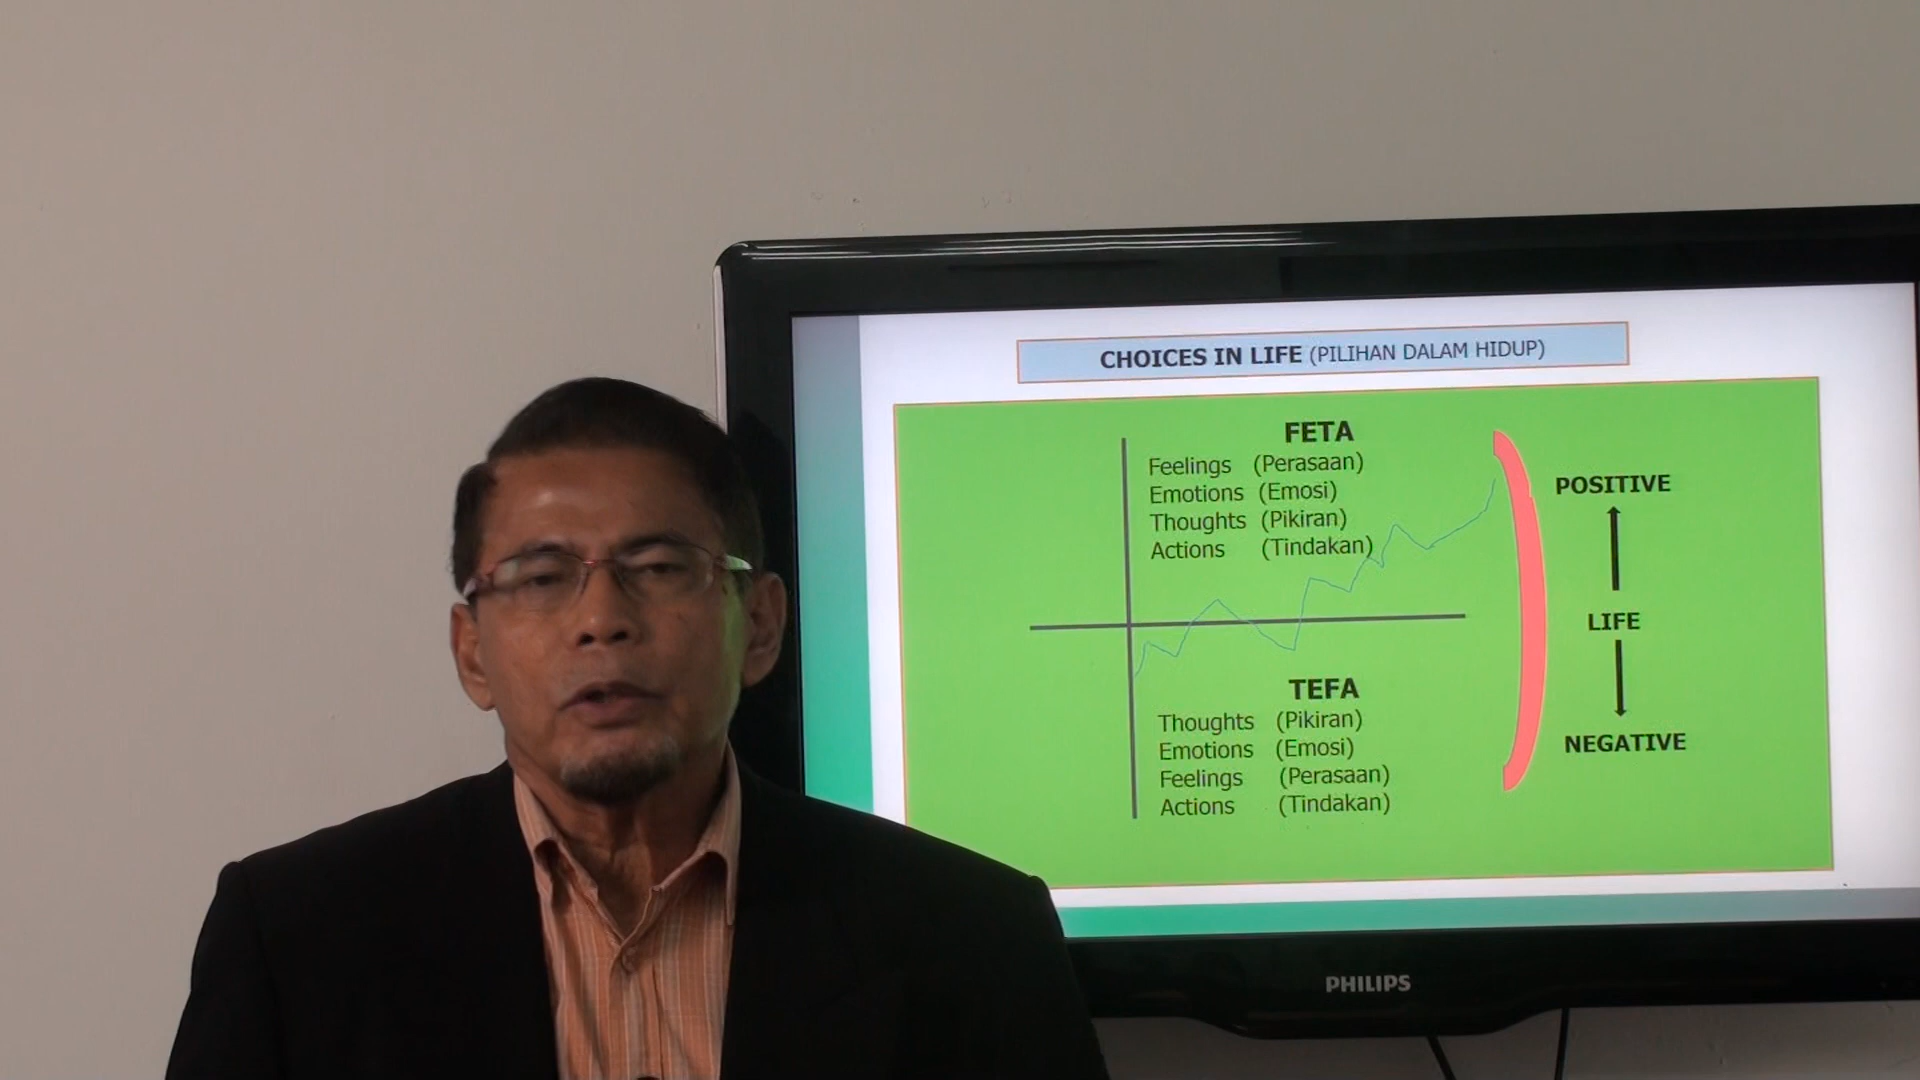 CHOICES IN LIFE (PILIHAN DALAM HIDUP)
FETA
Feelings (Perasaan)
Emotions (Emosi)
Thoughts (Pikiran)
Actions (Tindakan)
POSITIVE
LIFE
NEGATIVE
TEFA
Thoughts (Pikiran)
Emotions (Emosi)
Feelings (Perasaan)
Actions (Tindakan)
PHILIPS